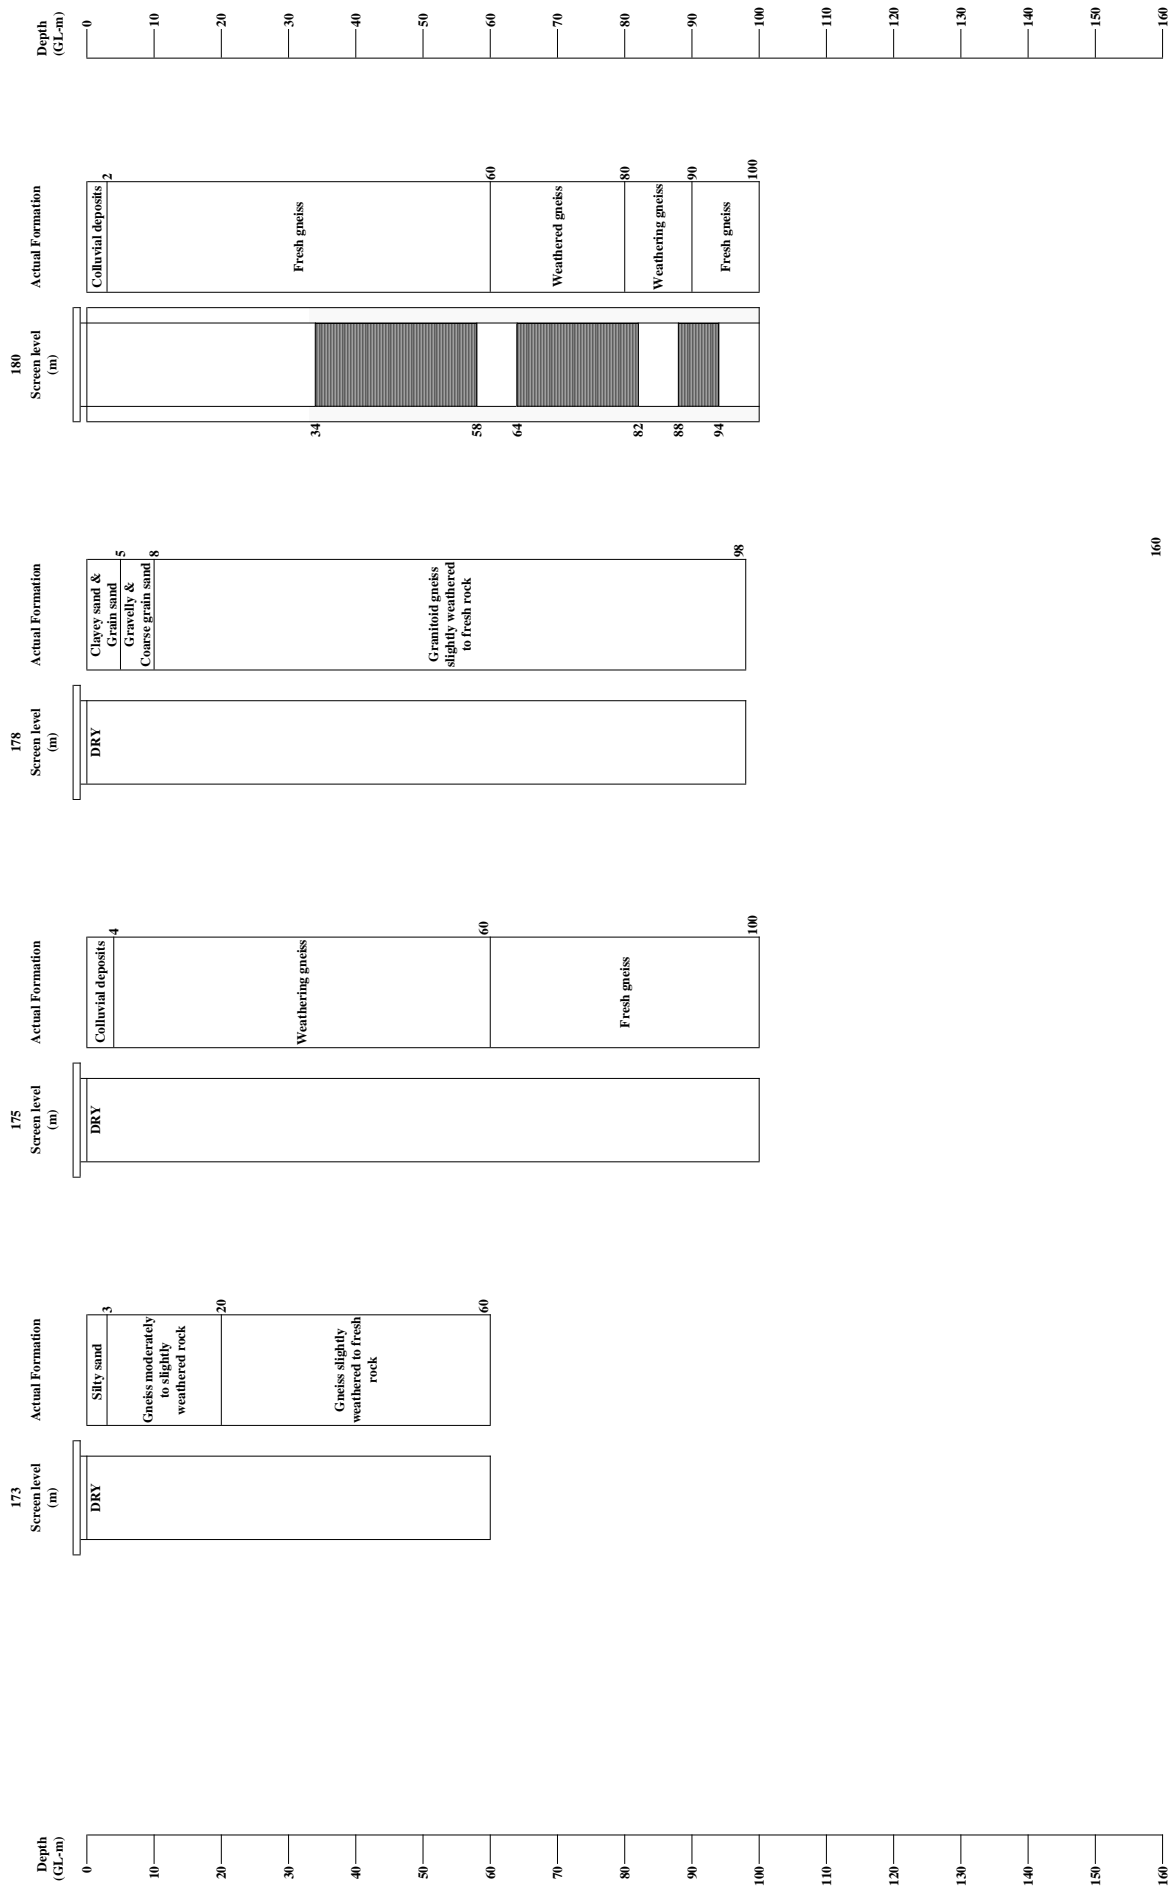 Depth
(GL-m)
0
10
20
30
40
50
60
70
80
90
100
110
120
130
140
150
160
173
Screen level
(m)
DRY
Actual Formation
Silty sand
3
Gneiss moderately
to slightly
weathered rock
20
Gneiss slightly
weathered to fresh
rock
60
175
Screen level
(m)
DRY
Actual Formation
Colluvial deposits
4
Weathering gneiss
60
Fresh gneiss
100
178
Screen level
(m)
DRY
Actual Formation
Clayey sand &
Grain sand
5
Gravelly &
Coarse grain sand
8
Granitoid gneiss
slightly weathered
to fresh rock
98
160
180
Screen level
(m)
34
58
64
82
88
94
Actual Formation
Colluvial deposits
2
Fresh gneiss
60
Weathered gneiss
80
Weathering gneiss
90
Fresh gneiss
100
Depth
(GL-m)
0
10
20
30
40
50
60
70
80
90
100
110
120
130
140
150
160